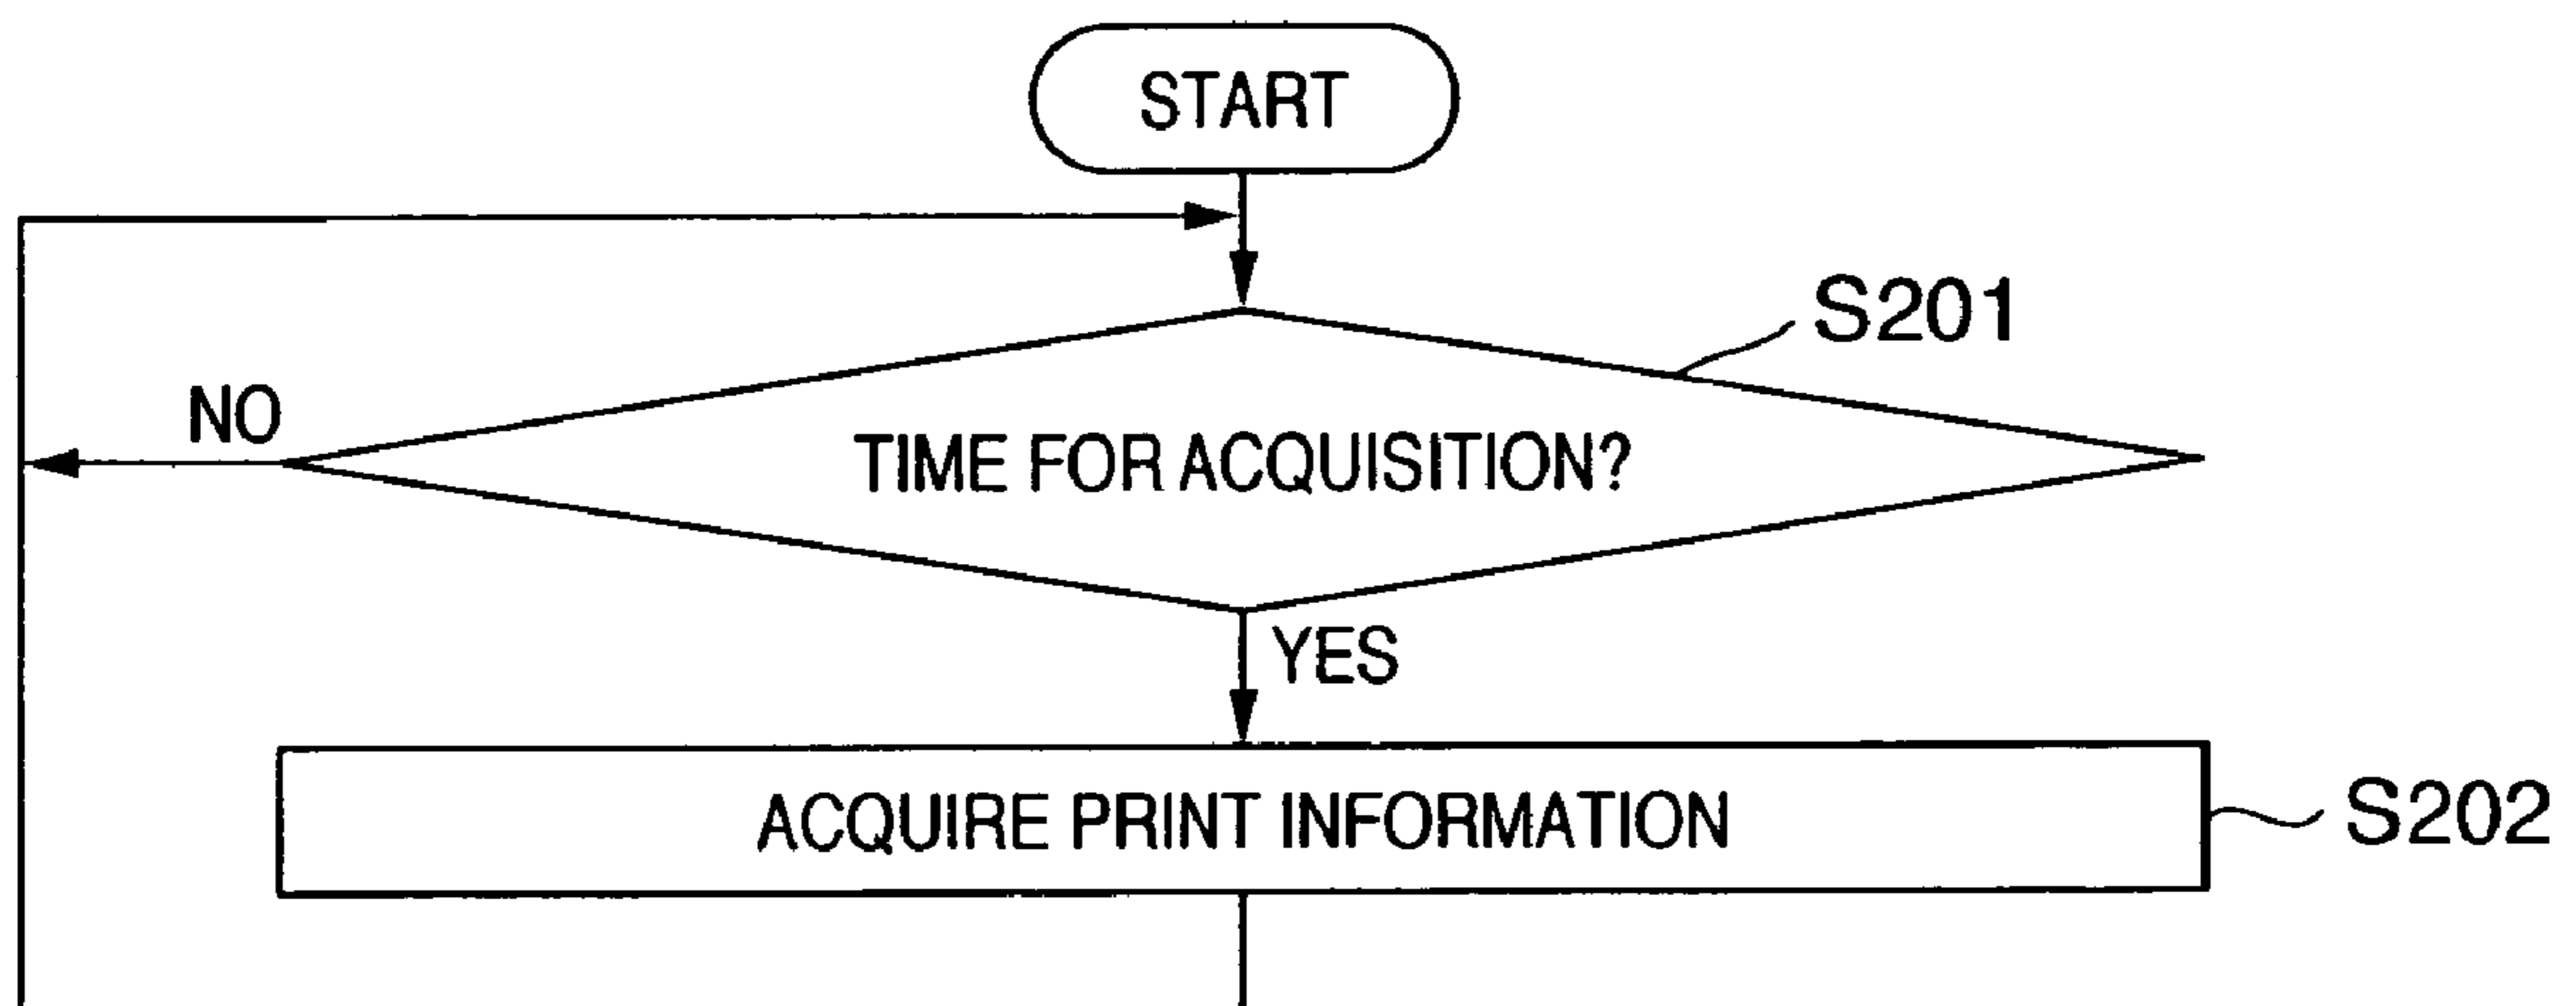 START
S201
NO
TIME FOR ACQUISITION?
YES
ACQUIRE PRINT INFORMATION
S202